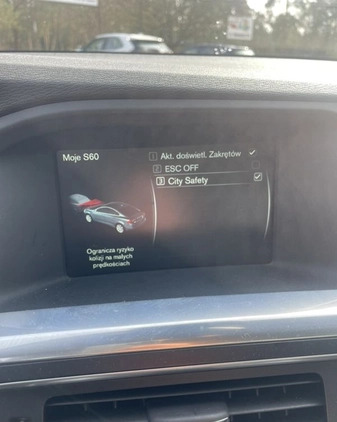 Moje S60
1 Akt. doświetl. Zakrętów
2 ESC OFF
3 City Safety
Ogranicza ryzyko
kolizji na małych
prędkościach